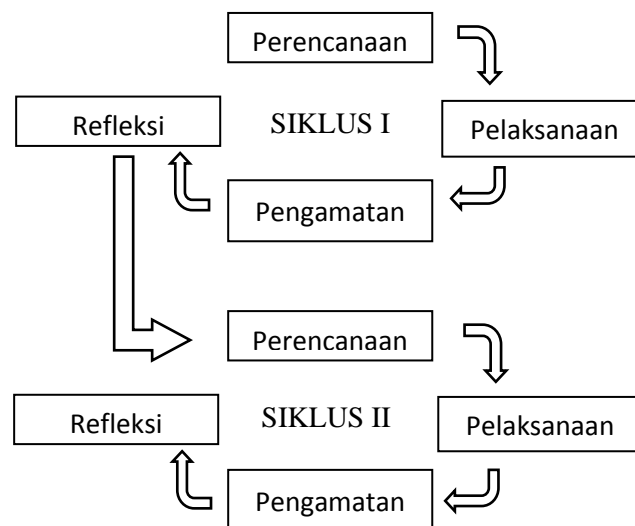 Perencanaan
Refleksi
SIKLUS I
Pelaksanaan
Pengamatan
Perencanaan
Refleksi
SIKLUS II
Pelaksanaan
Pengamatan